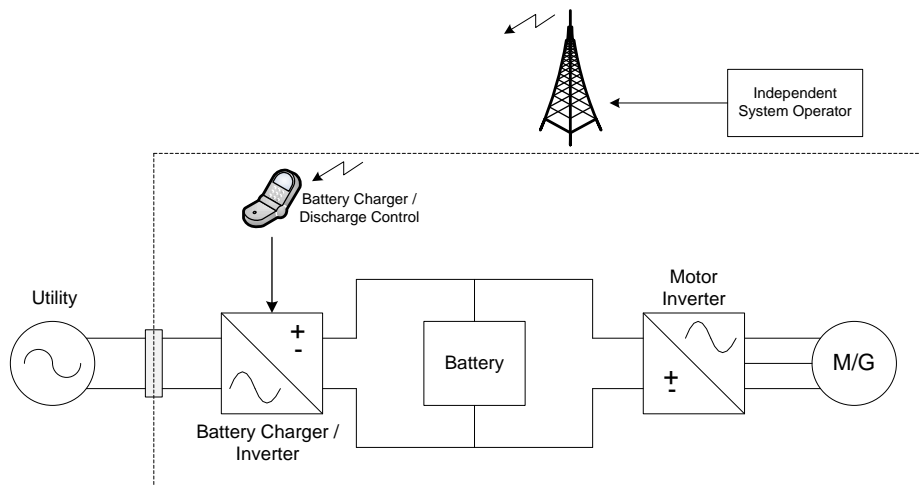 Independent
System Operator
Battery Charger /
Discharge Control
Utility
Motor
Inverter
+
-
Battery
+
-
M/G
Battery Charger /
Inverter